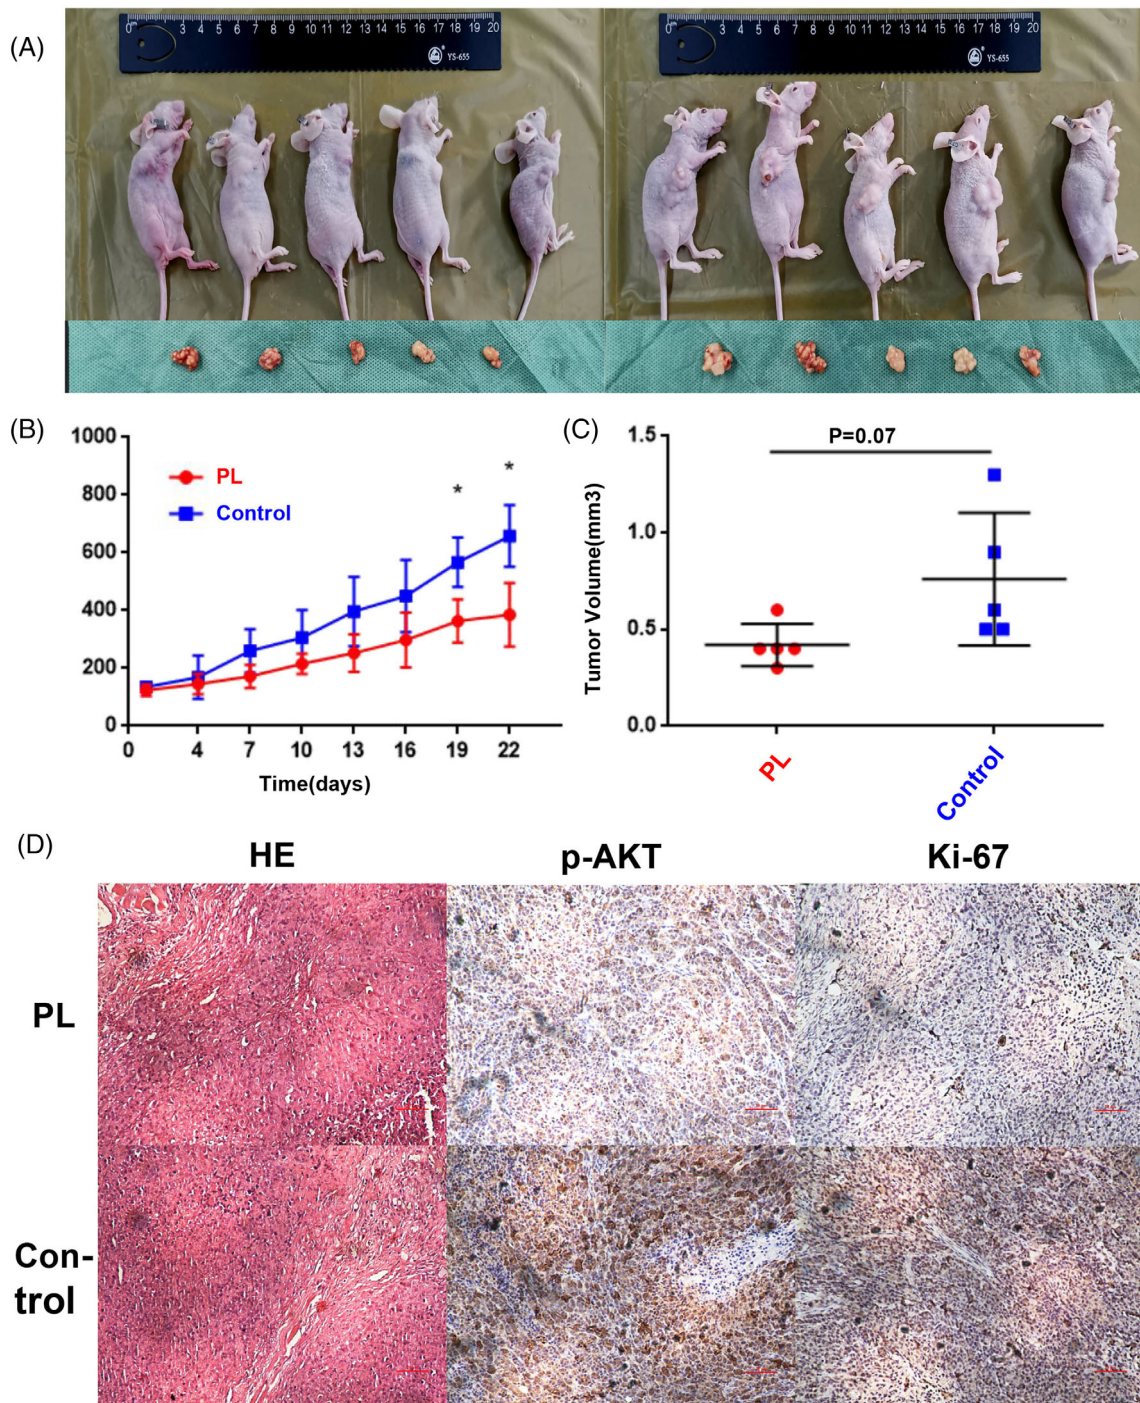 (A)
0 3 4 5 6 7 8 9 10 11 12 13 14 15 16 17 18 19 20
YS-655
0 3 4 5 6 7 8 9 10 11 12 13 14 15 16 17 18 19 20
YS-655
(B)
1000
800
600
400
200
0
PL
Control
*
*
0 4 7 10 13 16 19 22
Time(days)
(C)
P=0.07
Tumor Volume(mm3)
1.5
1.0
0.5
0.0
PL
Control
(D)
HE p-AKT Ki-67
PL
Con-
trol